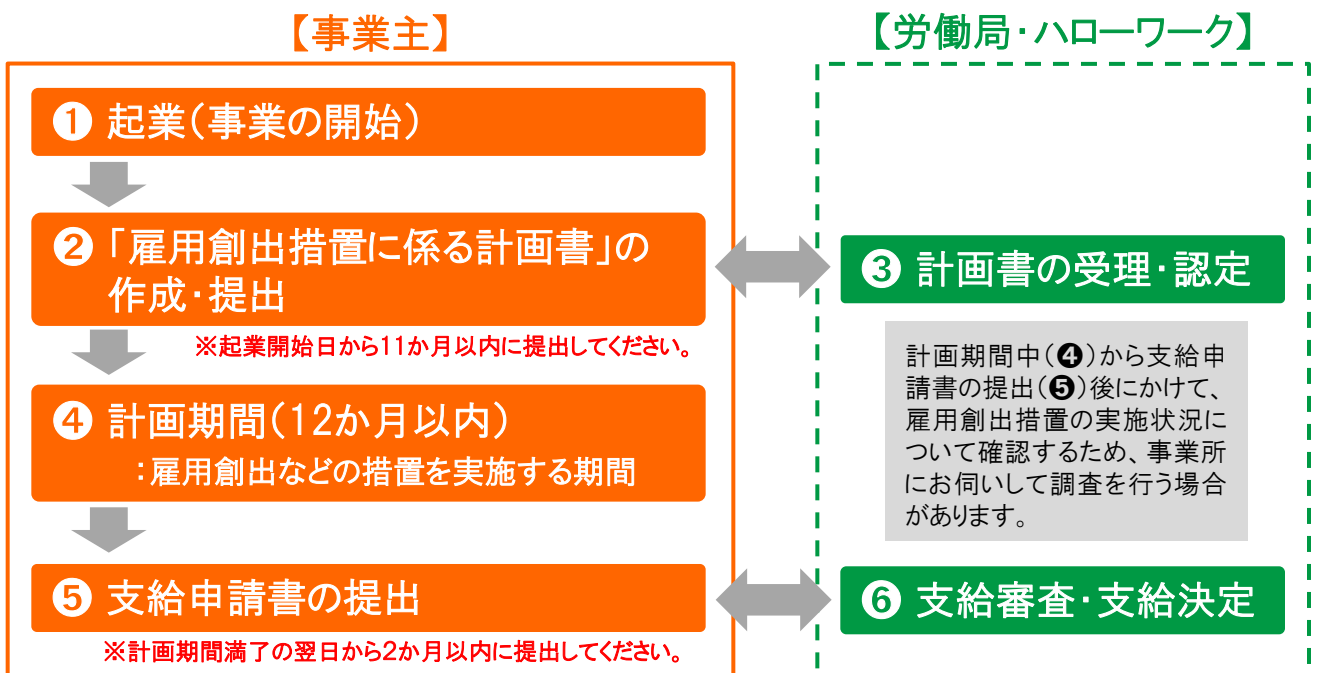 【事業主】
❶ 起業(事業の開始)
❷ 「雇用創出措置に係る計画書」の
作成・提出
※起業開始日から11か月以内に提出してください。
❹ 計画期間(12か月以内)
:雇用創出などの措置を実施する期間
❺ 支給申請書の提出
※計画期間満了の翌日から2か月以内に提出してください。
【労働局・ハローワーク】
❸ 計画書の受理・認定
計画期間中(❹)から支給申
請書の提出(❺)後にかけて、
雇用創出措置の実施状況に
ついて確認するため、事業所
にお伺いして調査を行う場合
があります。
❻ 支給審査・支給決定